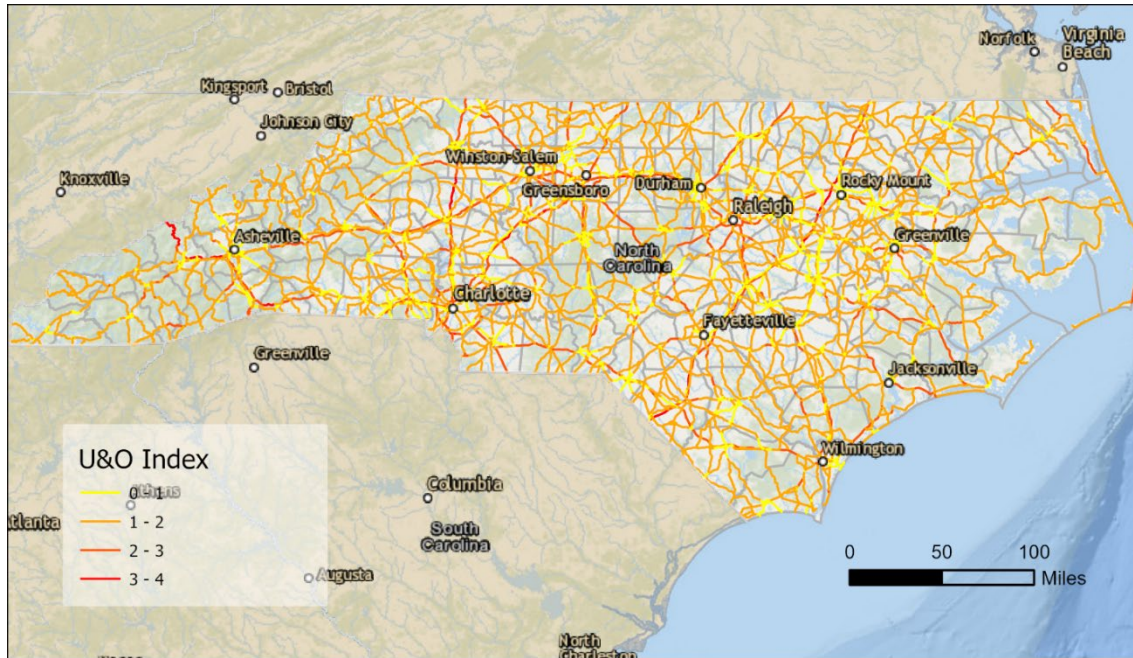 Norfolk
Virginia
Beach
Kingsport
Bristol
Johnson City
Knoxville
Winston-Salem
Greensboro
Durham
Raleigh
Rocky Mount
Greenville
Asheville
North
Carolina
Charlotte
Fayetteville
Greenville
Jacksonville
Wilmington
U&O Index
0 - 1
1 - 2
2 - 3
3 - 4
Atlanta
Columbia
South
Carolina
Augusta
0 50 100
Miles
North
Charleston